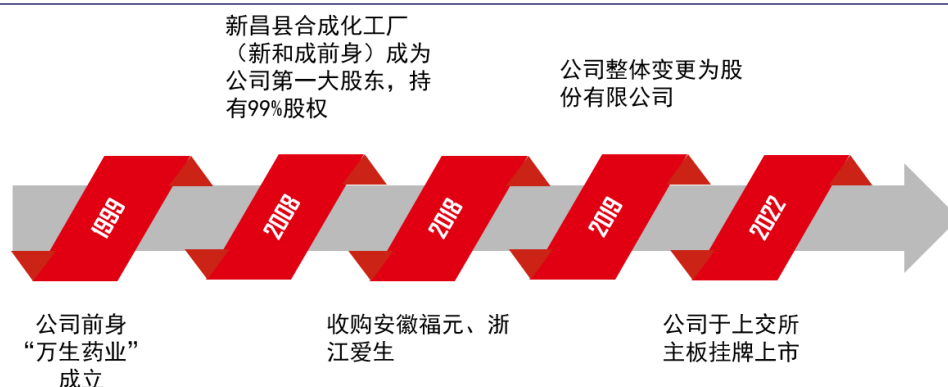 新昌县合成化工厂
（新和成前身）成为
公司第一大股东，持
有99%股权
公司整体变更为股
份有限公司
1999
2008
2018
2019
2022
公司前身
“万生药业”
成立
收购安徽福元、浙
江爱生
公司于上交所
主板挂牌上市